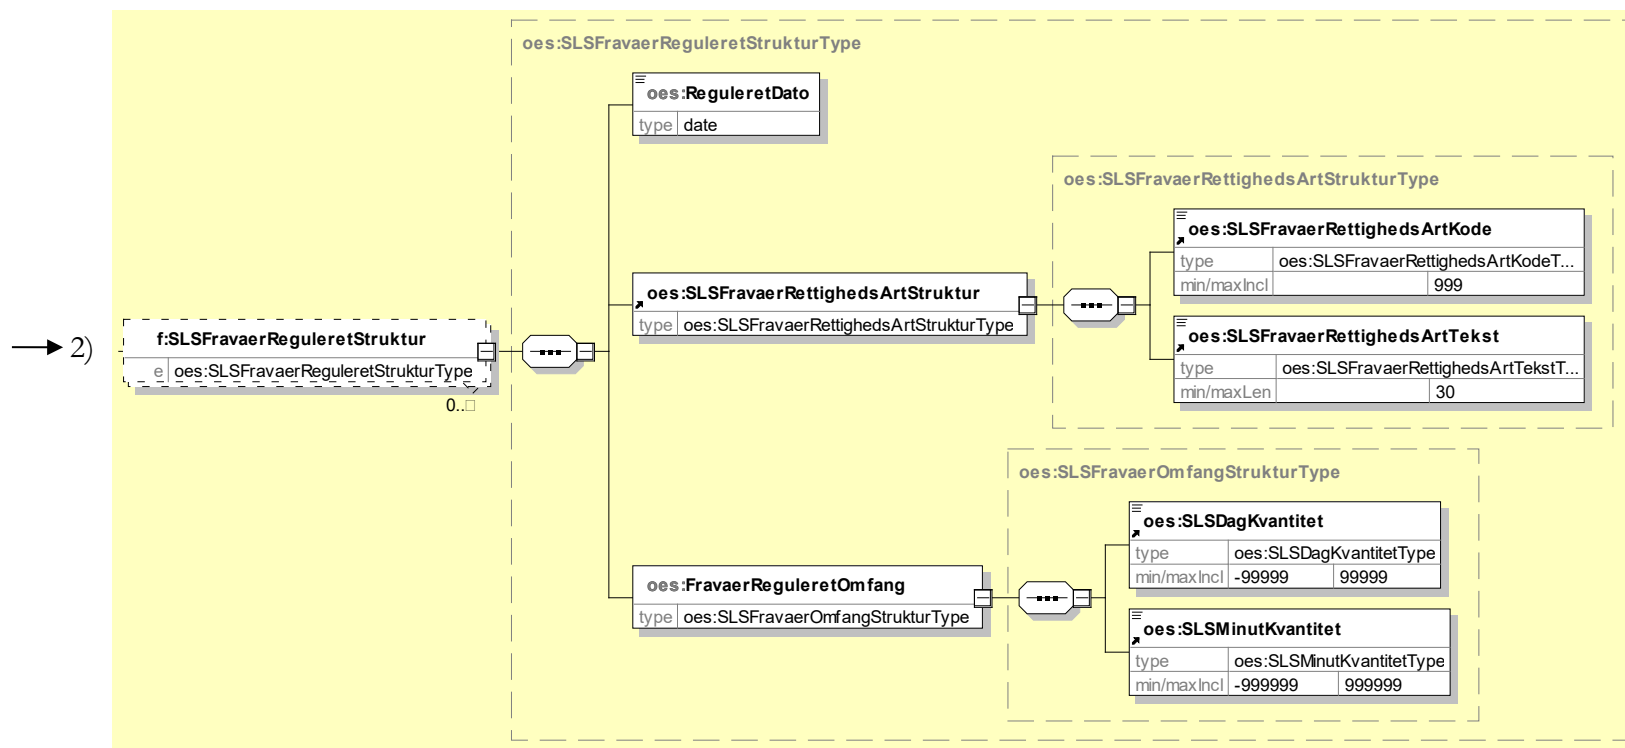 oes:SLSFravaerReguleretStrukturType
oes:ReguleretDato
type date
oes:SLSFravaerRettighedsArtStrukturType
oes:SLSFravaerRettighedsArtKode
type oes:SLSFravaerRettighedsArtKodeT...
min/maxIncl 999
oes:SLSFravaerRettighedsArtStruktur
type oes:SLSFravaerRettighedsArtStrukturType
oes:SLSFravaerRettighedsArtTekst
type oes:SLSFravaerRettighedsArtTekstT...
min/maxLen 30
2)
f:SLSFravaerReguleretStruktur
e oes:SLSFravaerReguleretStrukturType
0..□
oes:SLSFravaerOmfangStrukturType
oes:SLSDagKvantitet
type oes:SLSDagKvantitetType
min/maxIncl -99999 99999
oes:FravaerReguleretOmfang
type oes:SLSFravaerOmfangStrukturType
oes:SLSMinutKvantitet
type oes:SLSMinutKvantitetType
min/maxIncl -999999 999999